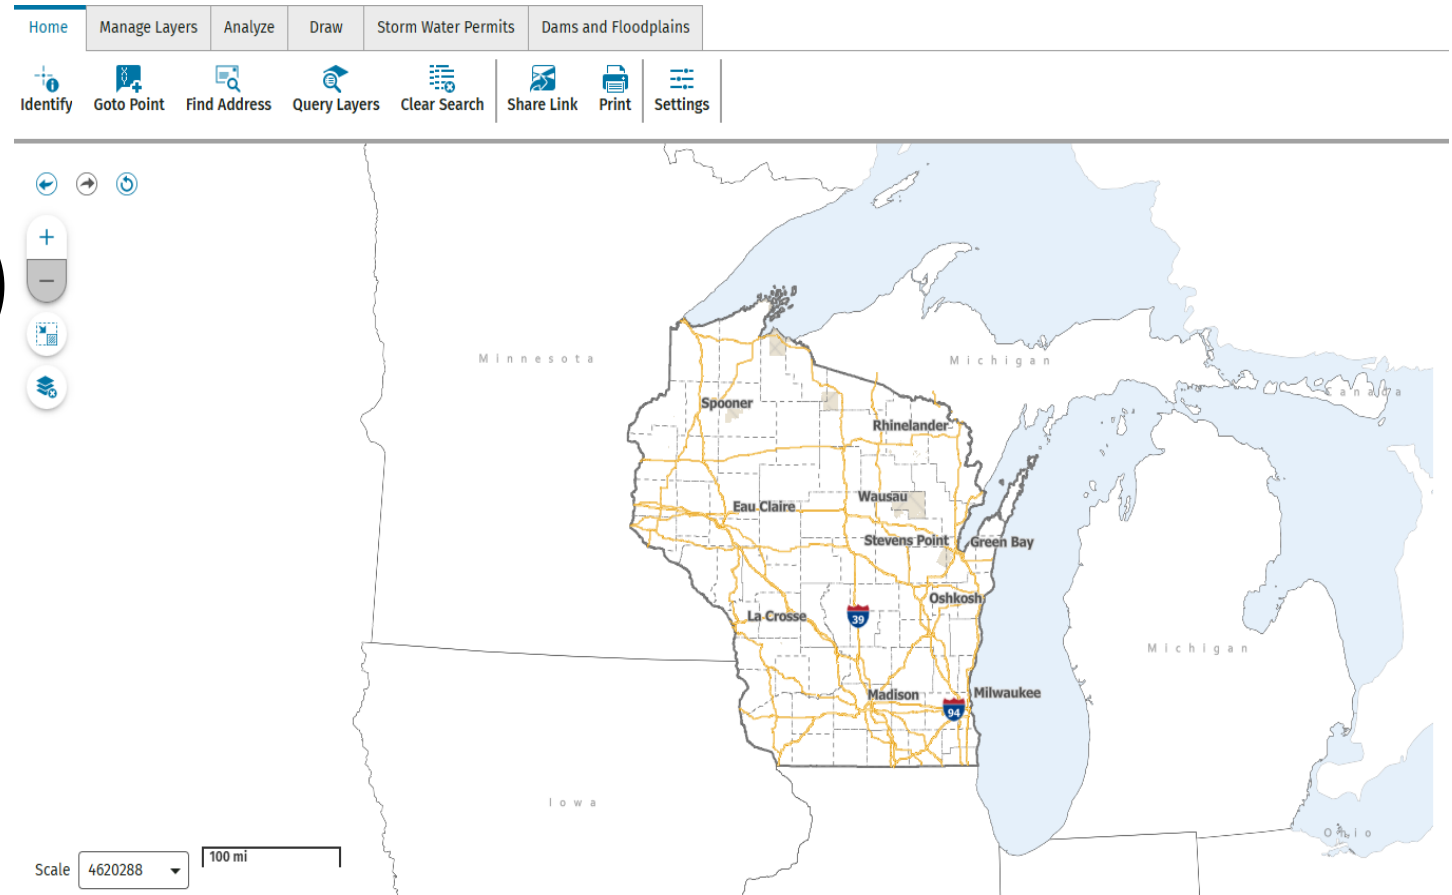 Home Manage Layers Analyze Draw Storm Water Permits Dams and Floodplains
Identify Goto Point Find Address Query Layers Clear Search Share Link Print Settings
Minnesota
Michigan
Canada
Spooner
Rhinelander
Wausau
Eau Claire
Stevens Point
Green Bay
Oshkosh
La Crosse
39
Michigan
Madison
Milwaukee
94
Iowa
Ohio
100 mi
Scale 4620288